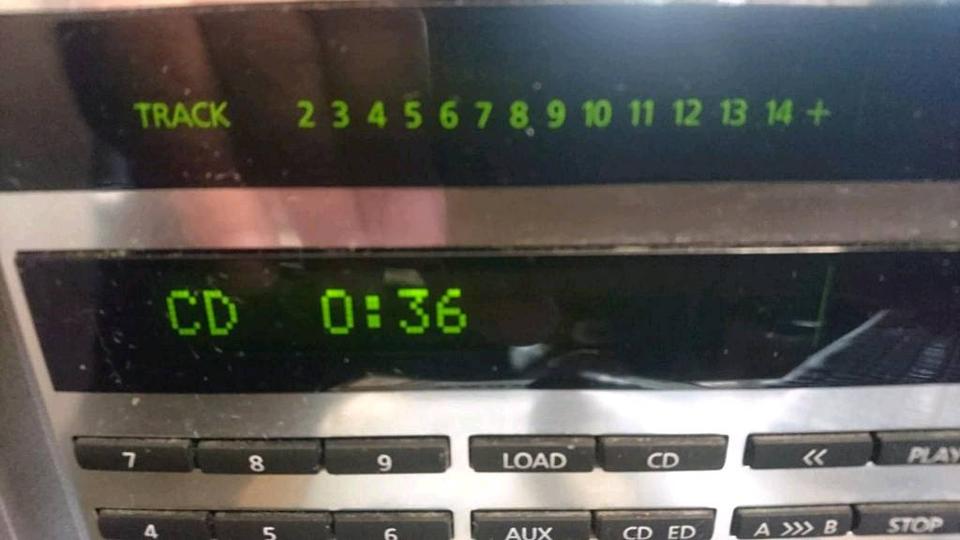 TRACK 2 3 4 5 6 7 8 9 10 11 12 13 14 +
CD 0:36
7 8 9 LOAD CD << PLAY
4 5 6 AUX CD ED A >>> B STOP